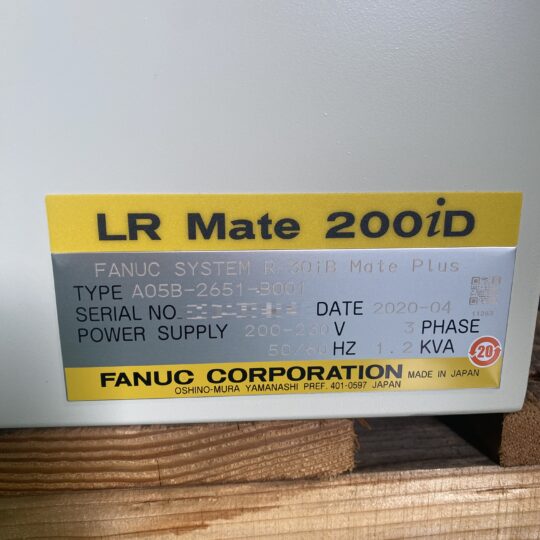 LR Mate 200iD
FANUC SYSTEM R-30iB Mate Plus
TYPE A05B-2651-B001
SERIAL NO. DATE 2020-04
POWER SUPPLY 200-230 V 3 PHASE
50/60 HZ 1.2 KVA
20
FANUC CORPORATION MADE IN JAPAN
OSHINO-MURA YAMANASHI PREF. 401-0597 JAPAN